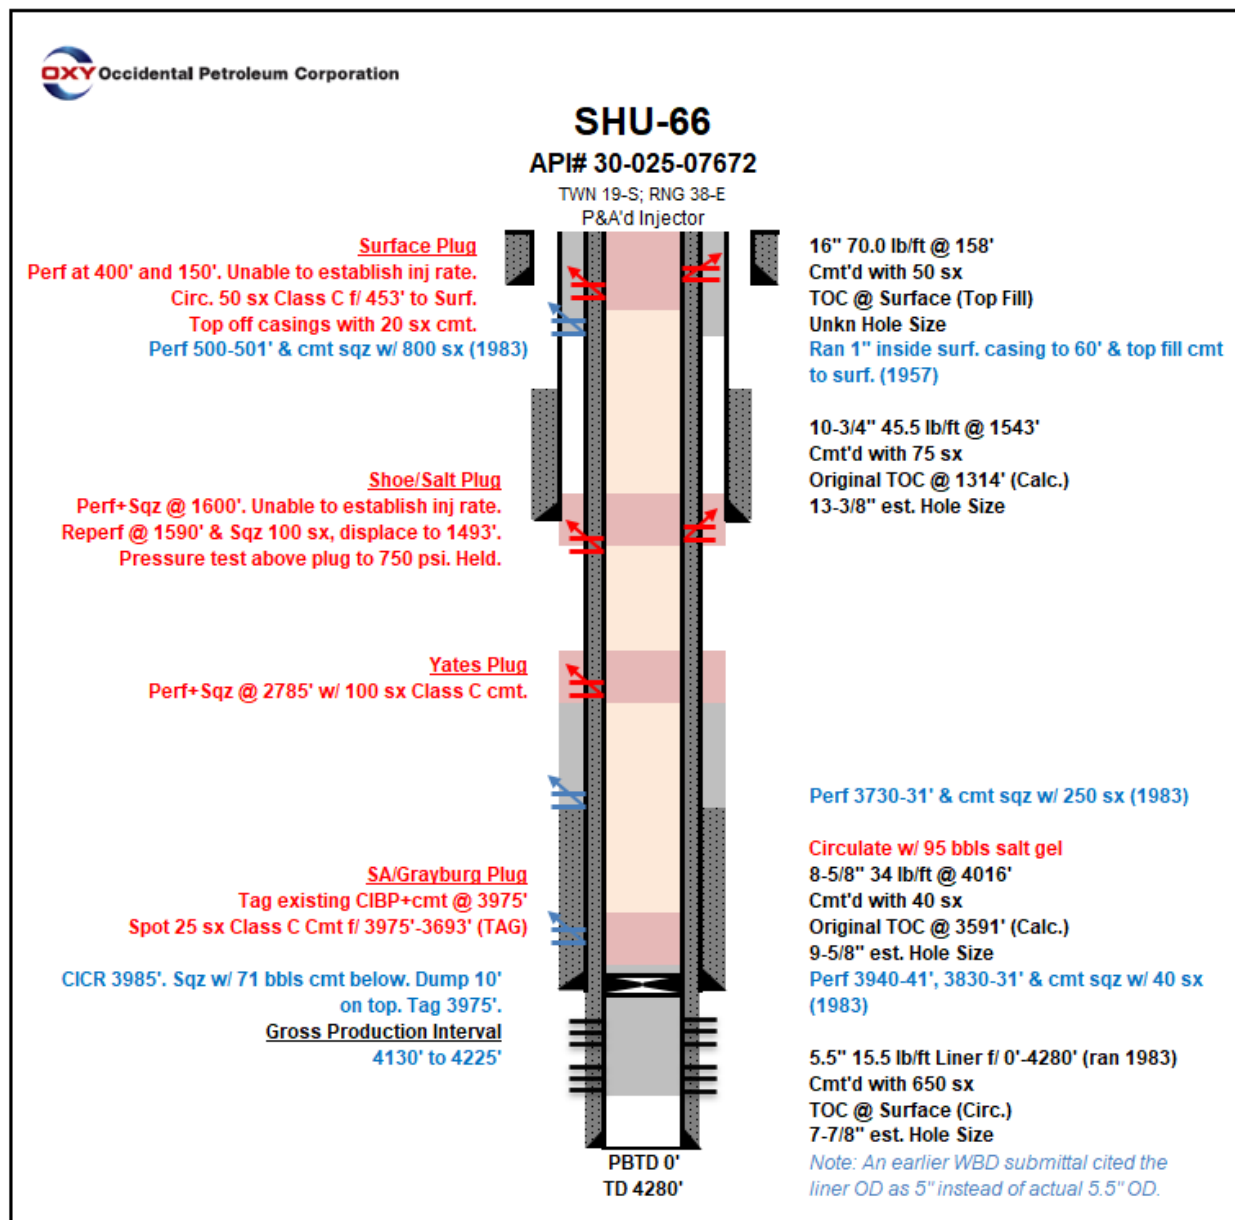 OXY Occidental Petroleum Corporation
SHU-66
API# 30-025-07672
TWN 19-S; RNG 38-E
P&A'd Injector
Surface Plug
Perf at 400' and 150'. Unable to establish inj rate.
Circ. 50 sx Class C f/ 453' to Surf.
Top off casings with 20 sx cmt.
Perf 500-501' & cmt sqz w/ 800 sx (1983)
16" 70.0 lb/ft @ 158'
Cmt'd with 50 sx
TOC @ Surface (Top Fill)
Unkn Hole Size
Ran 1" inside surf. casing to 60' & top fill cmt
to surf. (1957)
10-3/4" 45.5 lb/ft @ 1543'
Cmt'd with 75 sx
Original TOC @ 1314' (Calc.)
13-3/8" est. Hole Size
Shoe/Salt Plug
Perf+Sqz @ 1600'. Unable to establish inj rate.
Reperf @ 1590' & Sqz 100 sx, displace to 1493'.
Pressure test above plug to 750 psi. Held.
Yates Plug
Perf+Sqz @ 2785' w/ 100 sx Class C cmt.
Perf 3730-31' & cmt sqz w/ 250 sx (1983)
SA/Grayburg Plug
Tag existing CIBP+cmt @ 3975'
Spot 25 sx Class C Cmt f/ 3975'-3693' (TAG)
Circulate w/ 95 bbls salt gel
8-5/8" 34 lb/ft @ 4016'
Cmt'd with 40 sx
Original TOC @ 3591' (Calc.)
9-5/8" est. Hole Size
Perf 3940-41', 3830-31' & cmt sqz w/ 40 sx
(1983)
CICR 3985'. Sqz w/ 71 bbls cmt below. Dump 10'
on top. Tag 3975'.
Gross Production Interval
4130' to 4225'
5.5" 15.5 lb/ft Liner f/ 0'-4280' (ran 1983)
Cmt'd with 650 sx
TOC @ Surface (Circ.)
7-7/8" est. Hole Size
Note: An earlier WBD submittal cited the
liner OD as 5" instead of actual 5.5" OD.
PBTD 0'
TD 4280'